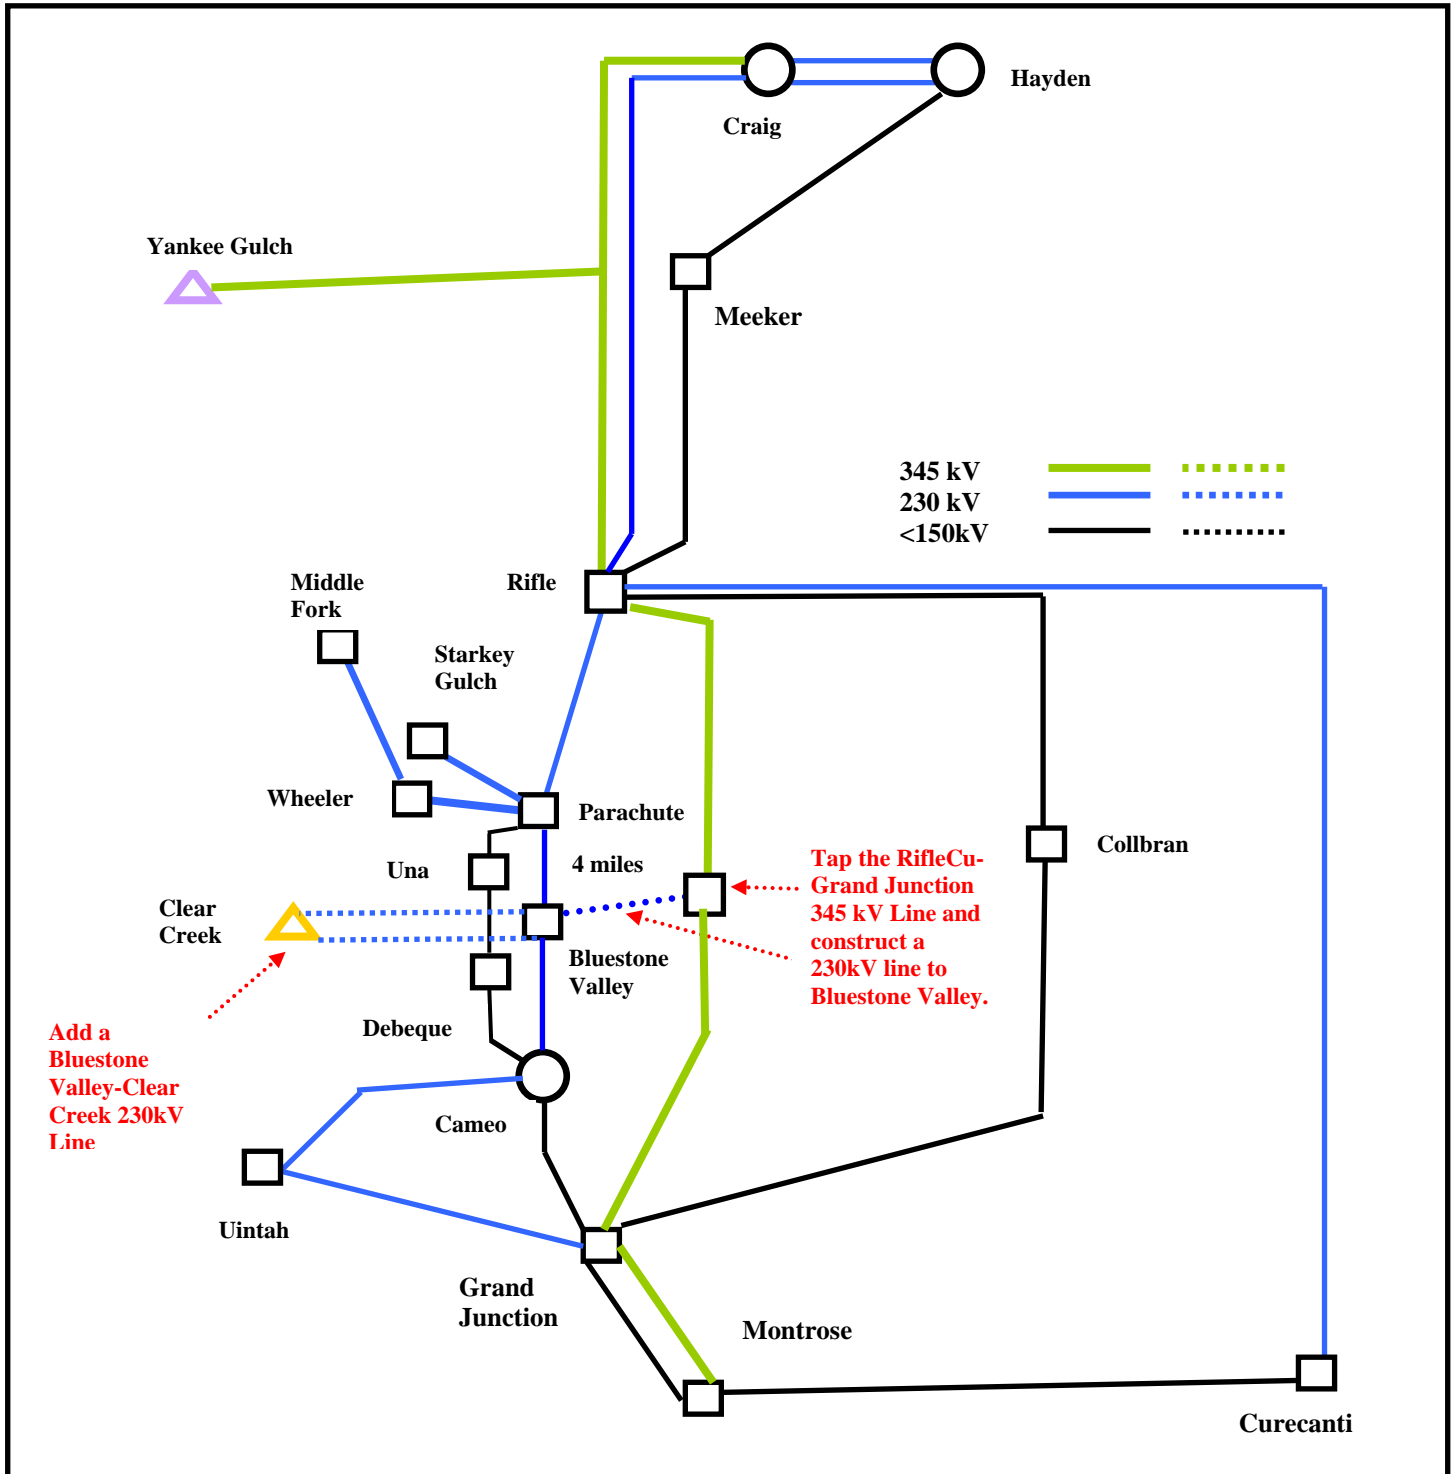 Hayden
Craig
Yankee Gulch
Meeker
345 kV
230 kV
<150kV
Middle
Fork
Rifle
Starkey
Gulch
Wheeler
Parachute
Una
4 miles
Tap the RifleCu-
Grand Junction
345 kV Line and
construct a
230kV line to
Bluestone Valley.
Collbran
Clear
Creek
Bluestone
Valley
Debeque
Add a
Bluestone
Valley-Clear
Creek 230kV
Line
Cameo
Uintah
Grand
Junction
Montrose
Curecanti